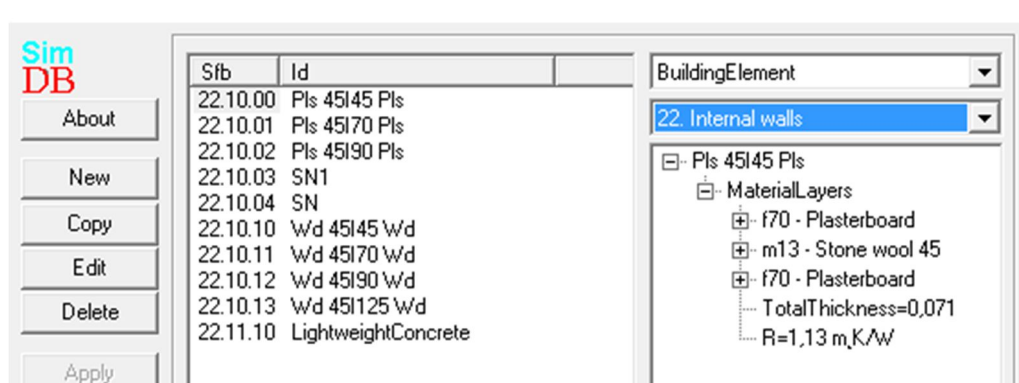 Sim
DB
About
New
Copy
Edit
Delete
Apply
Sfb Id
22.10.00 Pls 45I45 Pls
22.10.01 Pls 45I70 Pls
22.10.02 Pls 45I90 Pls
22.10.03 SN1
22.10.04 SN
22.10.10 Wd 45I45 Wd
22.10.11 Wd 45I70 Wd
22.10.12 Wd 45I90 Wd
22.10.13 Wd 45I125 Wd
22.11.10 LightweightConcrete
BuildingElement
22. Internal walls
Pls 45I45 Pls
MaterialLayers
f70 - Plasterboard
m13 - Stone wool 45
f70 - Plasterboard
TotalThickness=0,071
R=1,13 m¸K/W